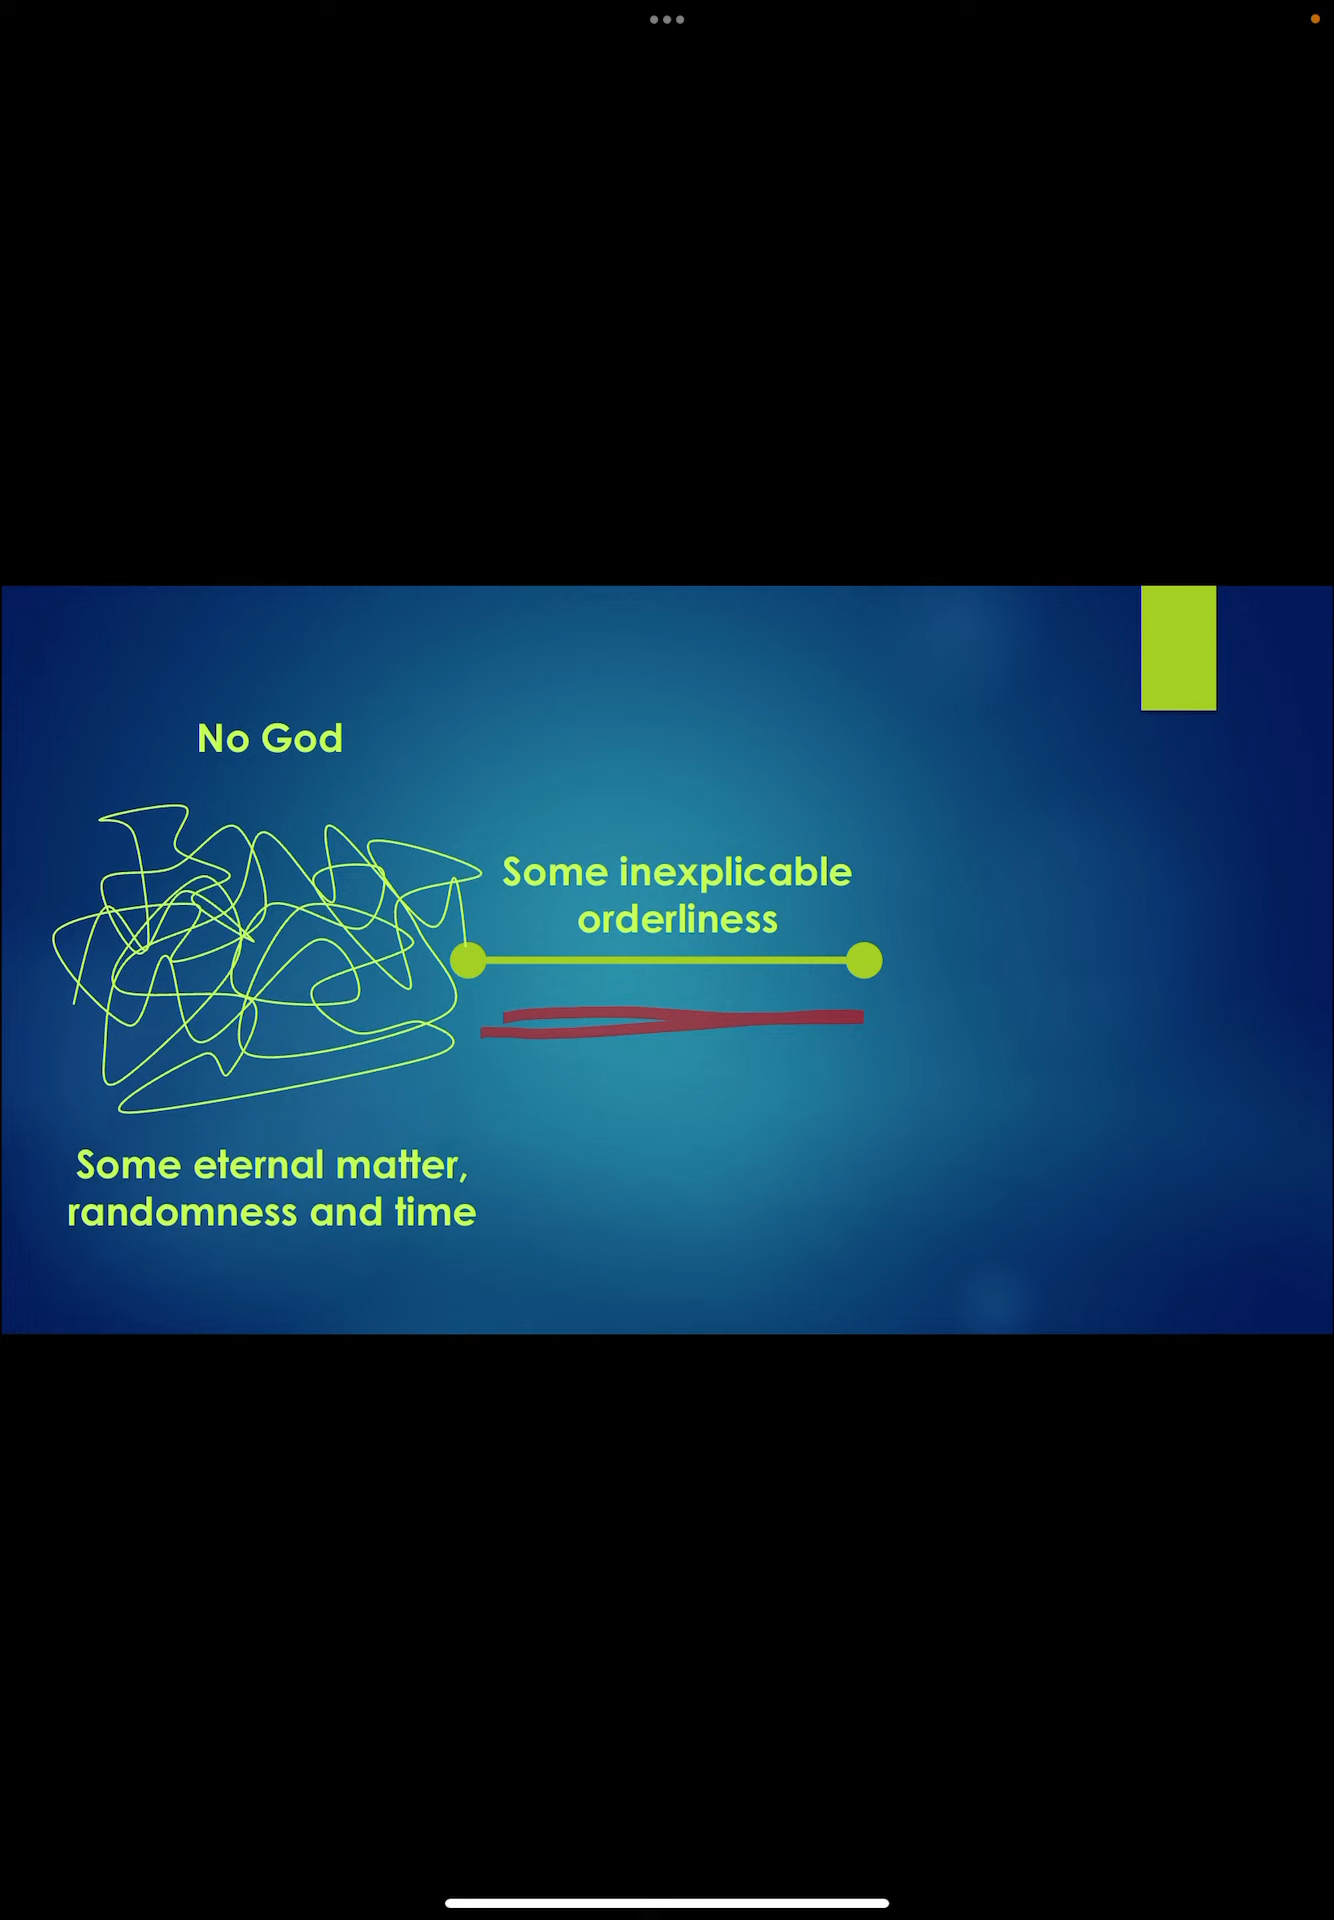 No God
Some inexplicable
orderliness
Some eternal matter,
randomness and time